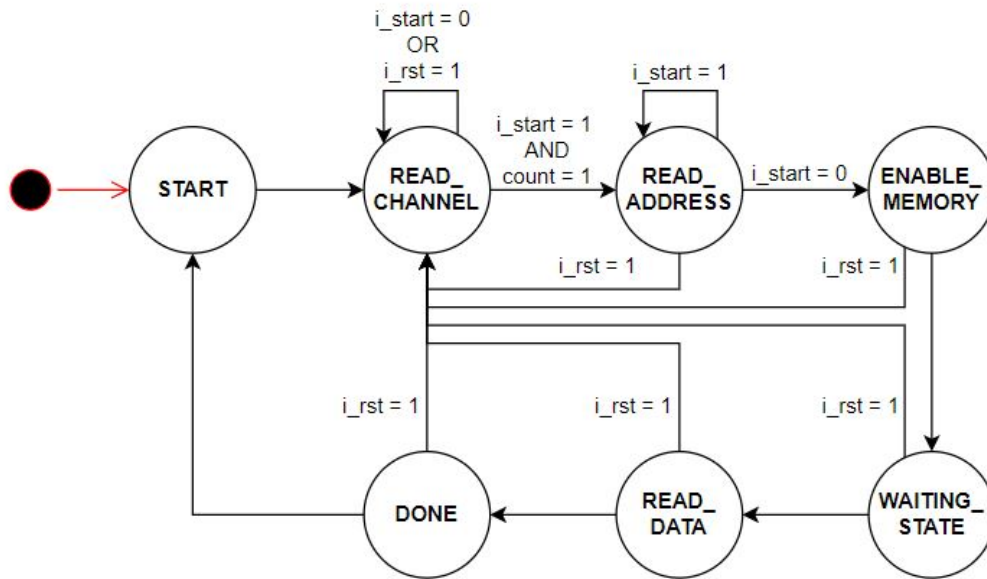 i_start = 0
OR
i_rst = 1
i_start = 1
i_start = 1
AND
count = 1
START
READ_
CHANNEL
READ_
ADDRESS
i_start = 0
ENABLE_
MEMORY
i_rst = 1
i_rst = 1
i_rst = 1
i_rst = 1
i_rst = 1
DONE
READ_
DATA
WAITING_
STATE